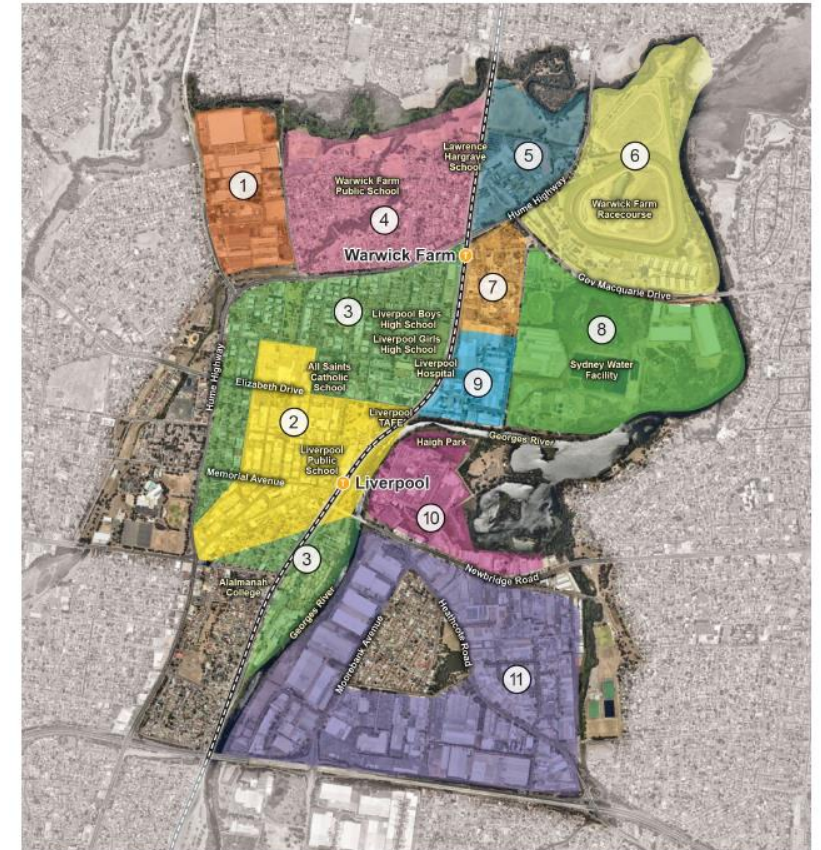 Lawrence
Hargrave
School
5
6
1
Warwick Farm
Public School
4
Hume Highway
Warwick Farm
Racecourse
Warwick Farm
T
7
Gov Macquarie Drive
3
Liverpool Boys
High School
Liverpool Girls
High School
8
Hume Highway
All Saints
Catholic
School
Liverpool
Hospital
9
Sydney Water
Facility
Elizabeth Drive
2
Liverpool
TAFE
Georges River
Haigh Park
Liverpool
Public
School
Memorial Avenue
T
Liverpool
10
3
Alalmanah
College
Newbridge Road
Georges River
Moorebank Avenue
Heathcote Road
11